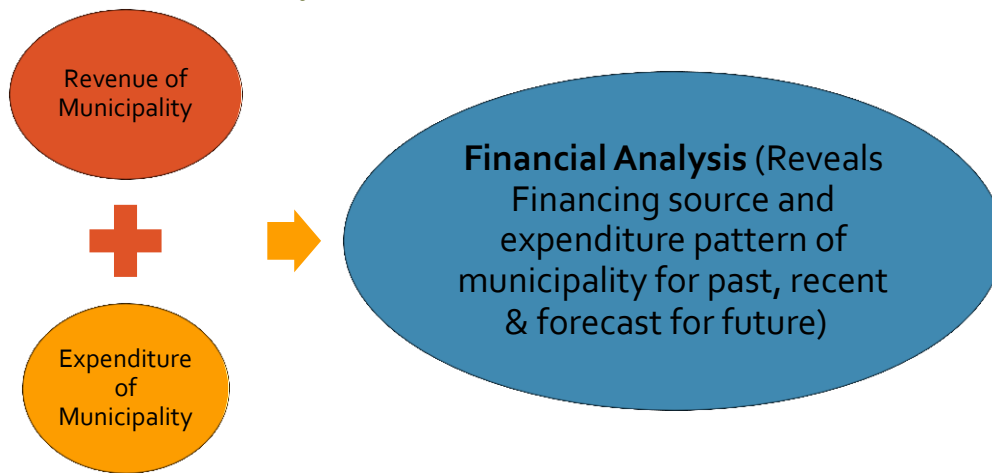 Revenue of
Municipality
Expenditure
of
Municipality
Financial Analysis (Reveals
Financing source and
expenditure pattern of
municipality for past, recent
& forecast for future)